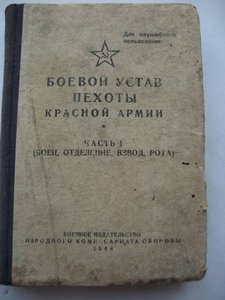 Для служебного
пользования
БОЕВОЙ УСТАВ
ПЕХОТЫ
КРАСНОЙ АРМИИ
ЧАСТЬ I
(БОЕЦ, ОТДЕЛЕНИЕ, ВЗВОД, РОТА)
ВОЕННОЕ ИЗДАТЕЛЬСТВО
НАРОДНОГО КОМИССАРИАТА ОБОРОНЫ
1944